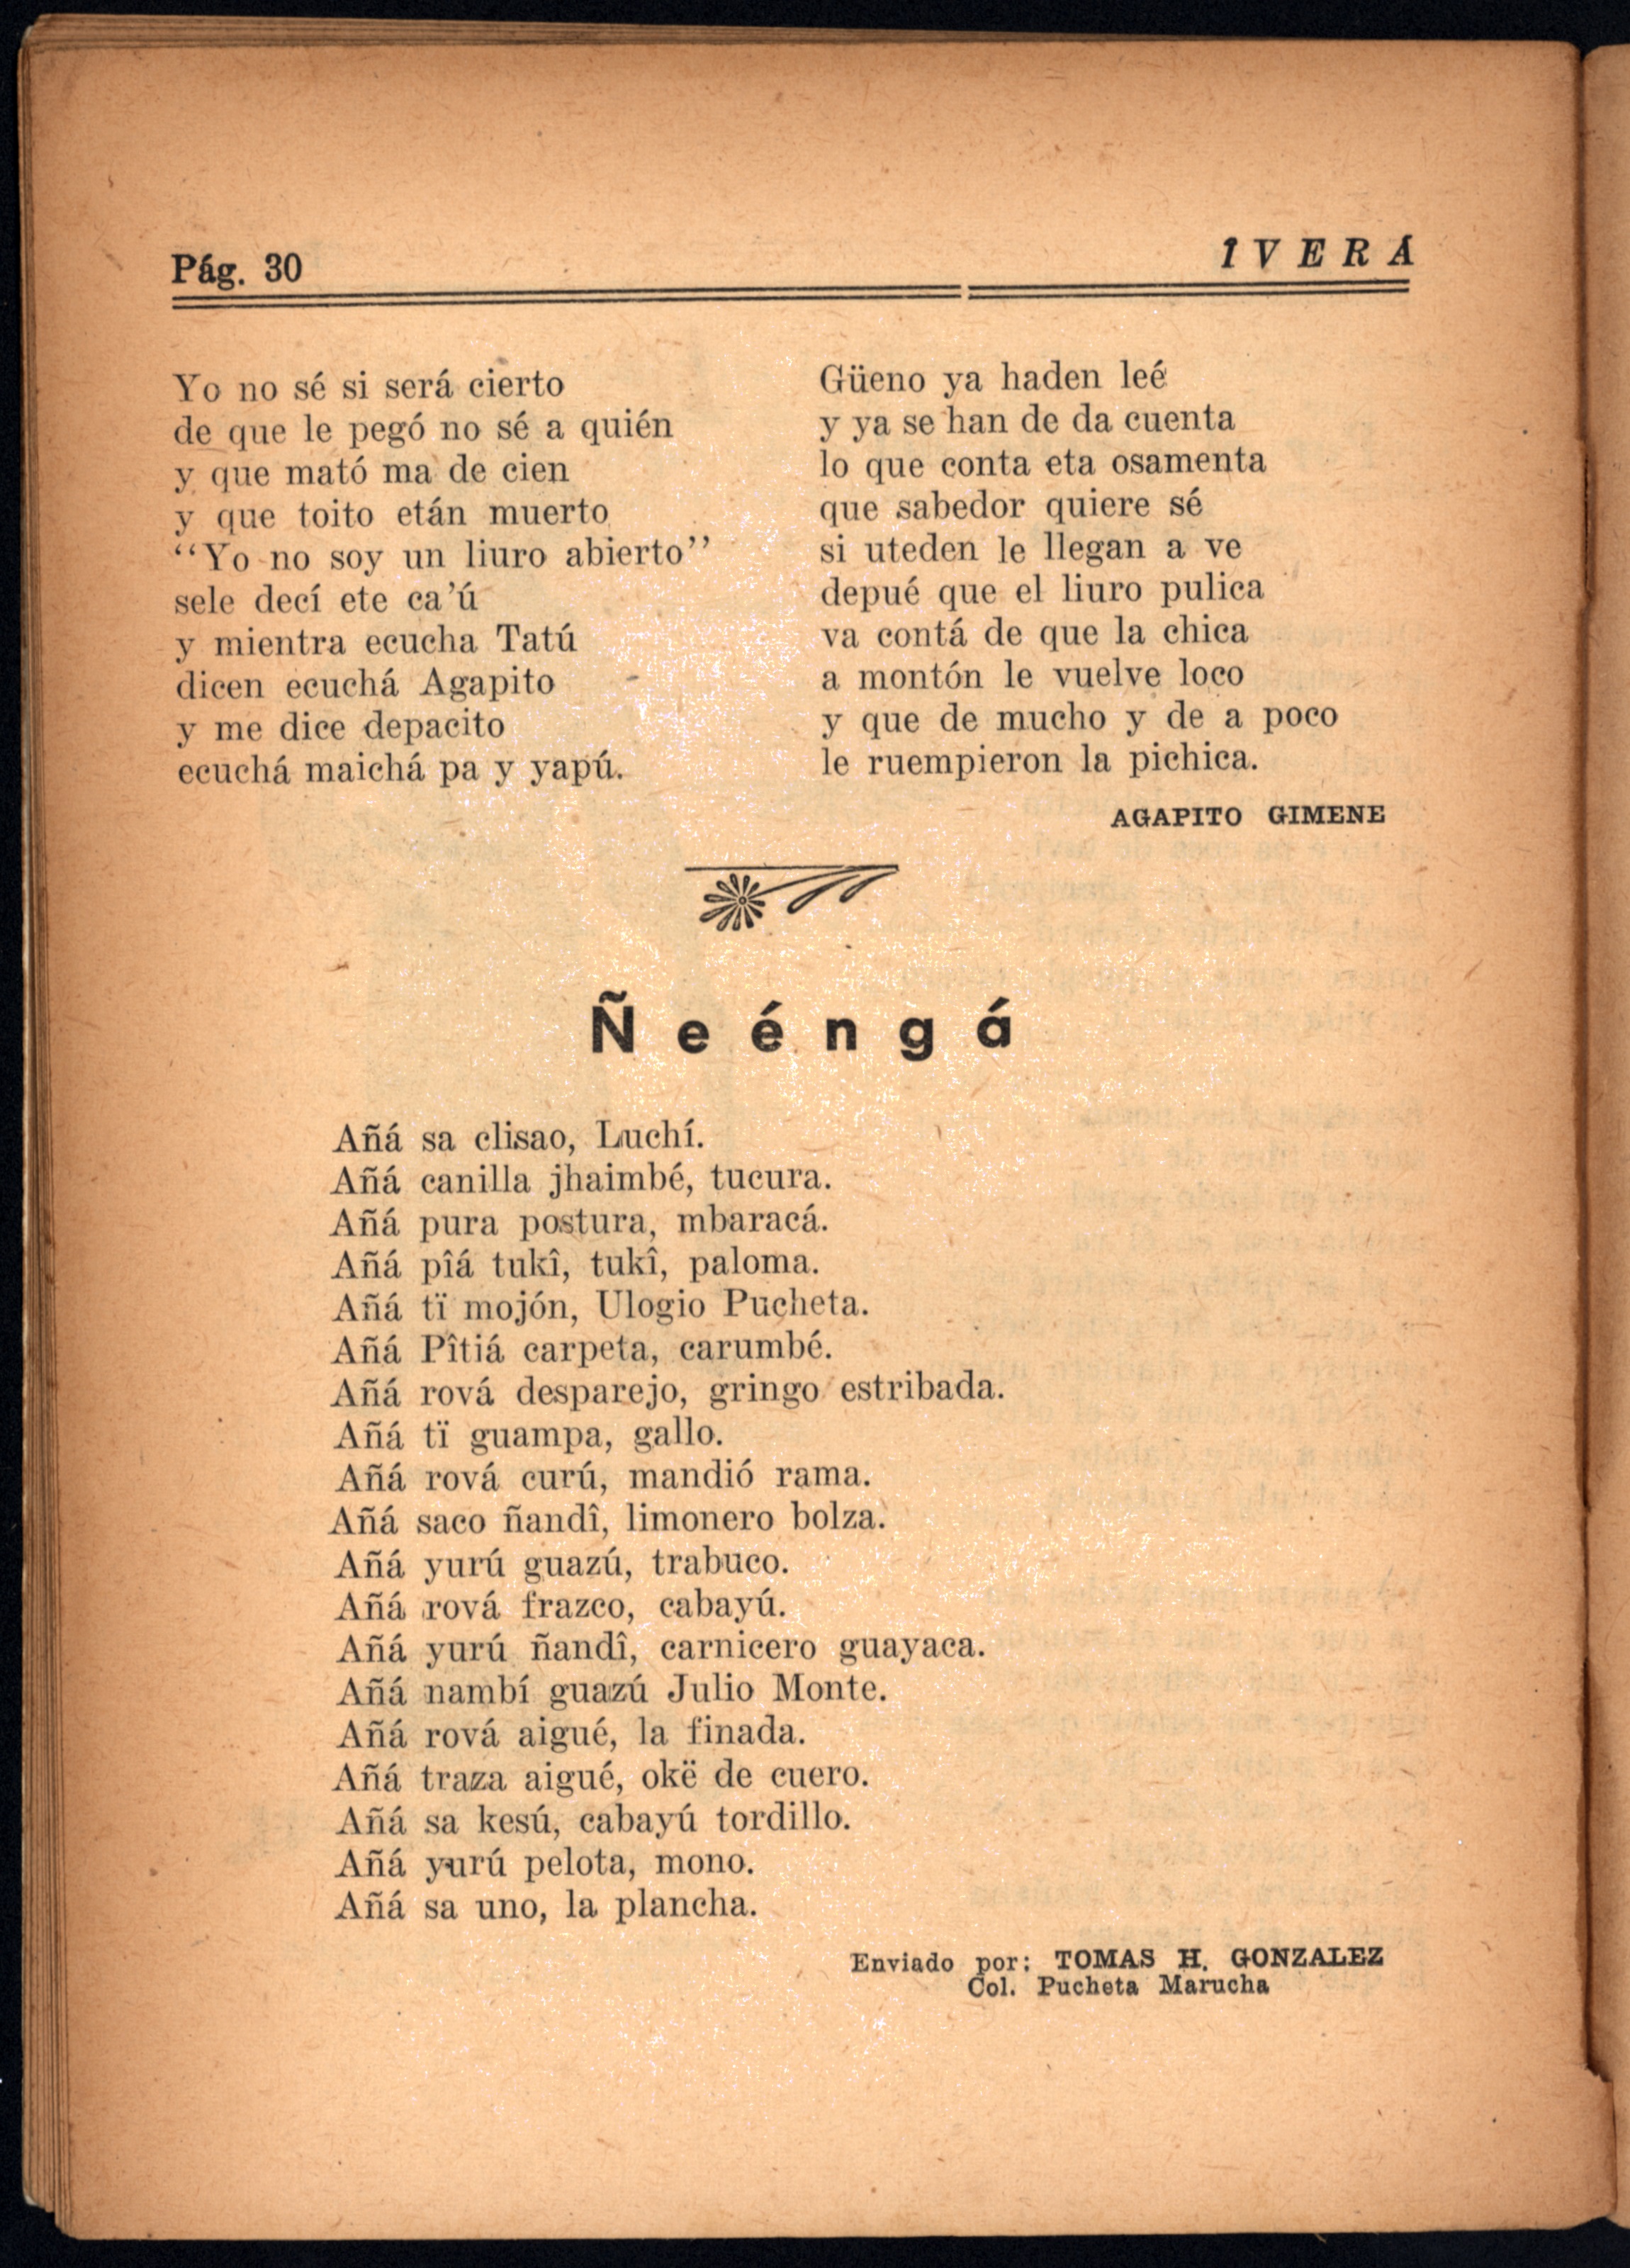 Pág. 30
ÎVERÁ
Yo no sé si será cierto
de que le pegó no sé a quién
y que mató ma de cien
y que toito etán muerto
“Yo no soy un liuro abierto”
sele decí ete ca’ú
y mientra ecucha Tatú
dicen ecuchá Agapito
y me dice depacito
ecuchá maichá pa y yapú.
Güeno ya haden leé
y ya se han de da cuenta
lo que conta eta osamenta
que sabedor quiere sé
si uteden le llegan a ve
depué que el liuro pulica
va contá de que la chica
a montón le vuelve loco
y que de mucho y de a poco
le ruempieron la pichica.
AGAPITO GIMENE
Ñeéngá
Añá sa clisao, Luchí.
Añá canilla jhaimbé, tucura.
Añá pura postura, mbaracá.
Añá pîá tukî, tukî, paloma.
Añá tï mojón, Ulogio Pucheta.
Añá Pîtiá carpeta, carumbé.
Añá rová desparejo, gringo estribada.
Añá tï guampa, gallo.
Añá rová curú, mandió rama.
Añá saco ñandî, limonero bolza.
Añá yurú guazú, trabuco.
Añá rová frazco, cabayú.
Añá yurú ñandî, carnicero guayaca.
Añá nambí guazú Julio Monte.
Añá rová aigué, la finada.
Añá traza aigué, okë de cuero.
Añá sa kesú, cabayú tordillo.
Añá yurú pelota, mono.
Añá sa uno, la plancha.
Enviado por: TOMAS H. GONZALEZ
Col. Pucheta Marucha